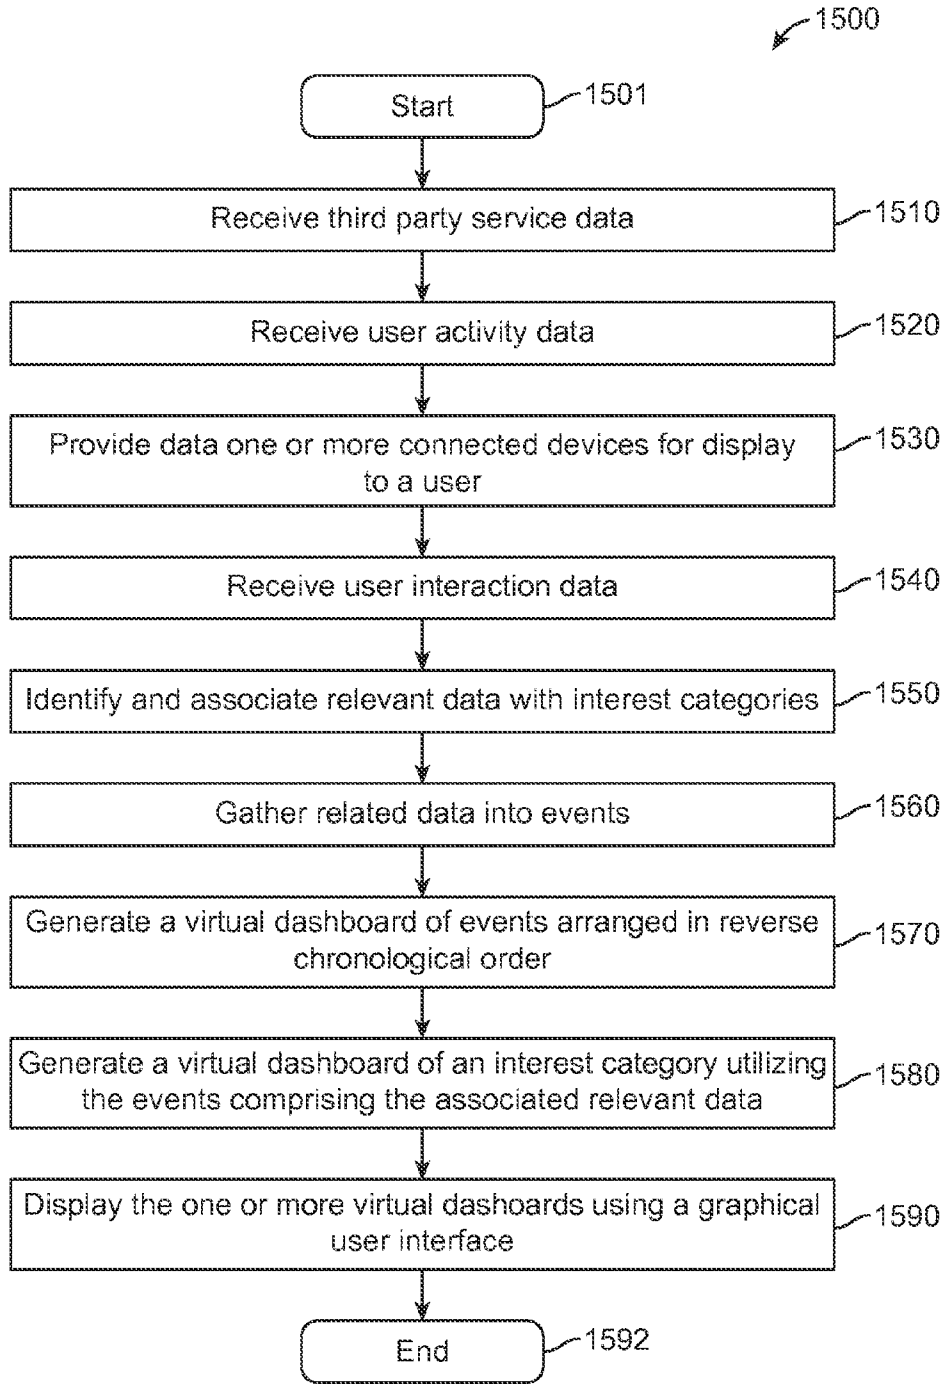 1500
Start
1501
Receive third party service data
1510
Receive user activity data
1520
Provide data one or more connected devices for display
to a user
1530
Receive user interaction data
1540
Identify and associate relevant data with interest categories
1550
Gather related data into events
1560
Generate a virtual dashboard of events arranged in reverse
chronological order
1570
Generate a virtual dashboard of an interest category utilizing
the events comprising the associated relevant data
1580
Display the one or more virtual dashoards using a graphical
user interface
1590
End
1592